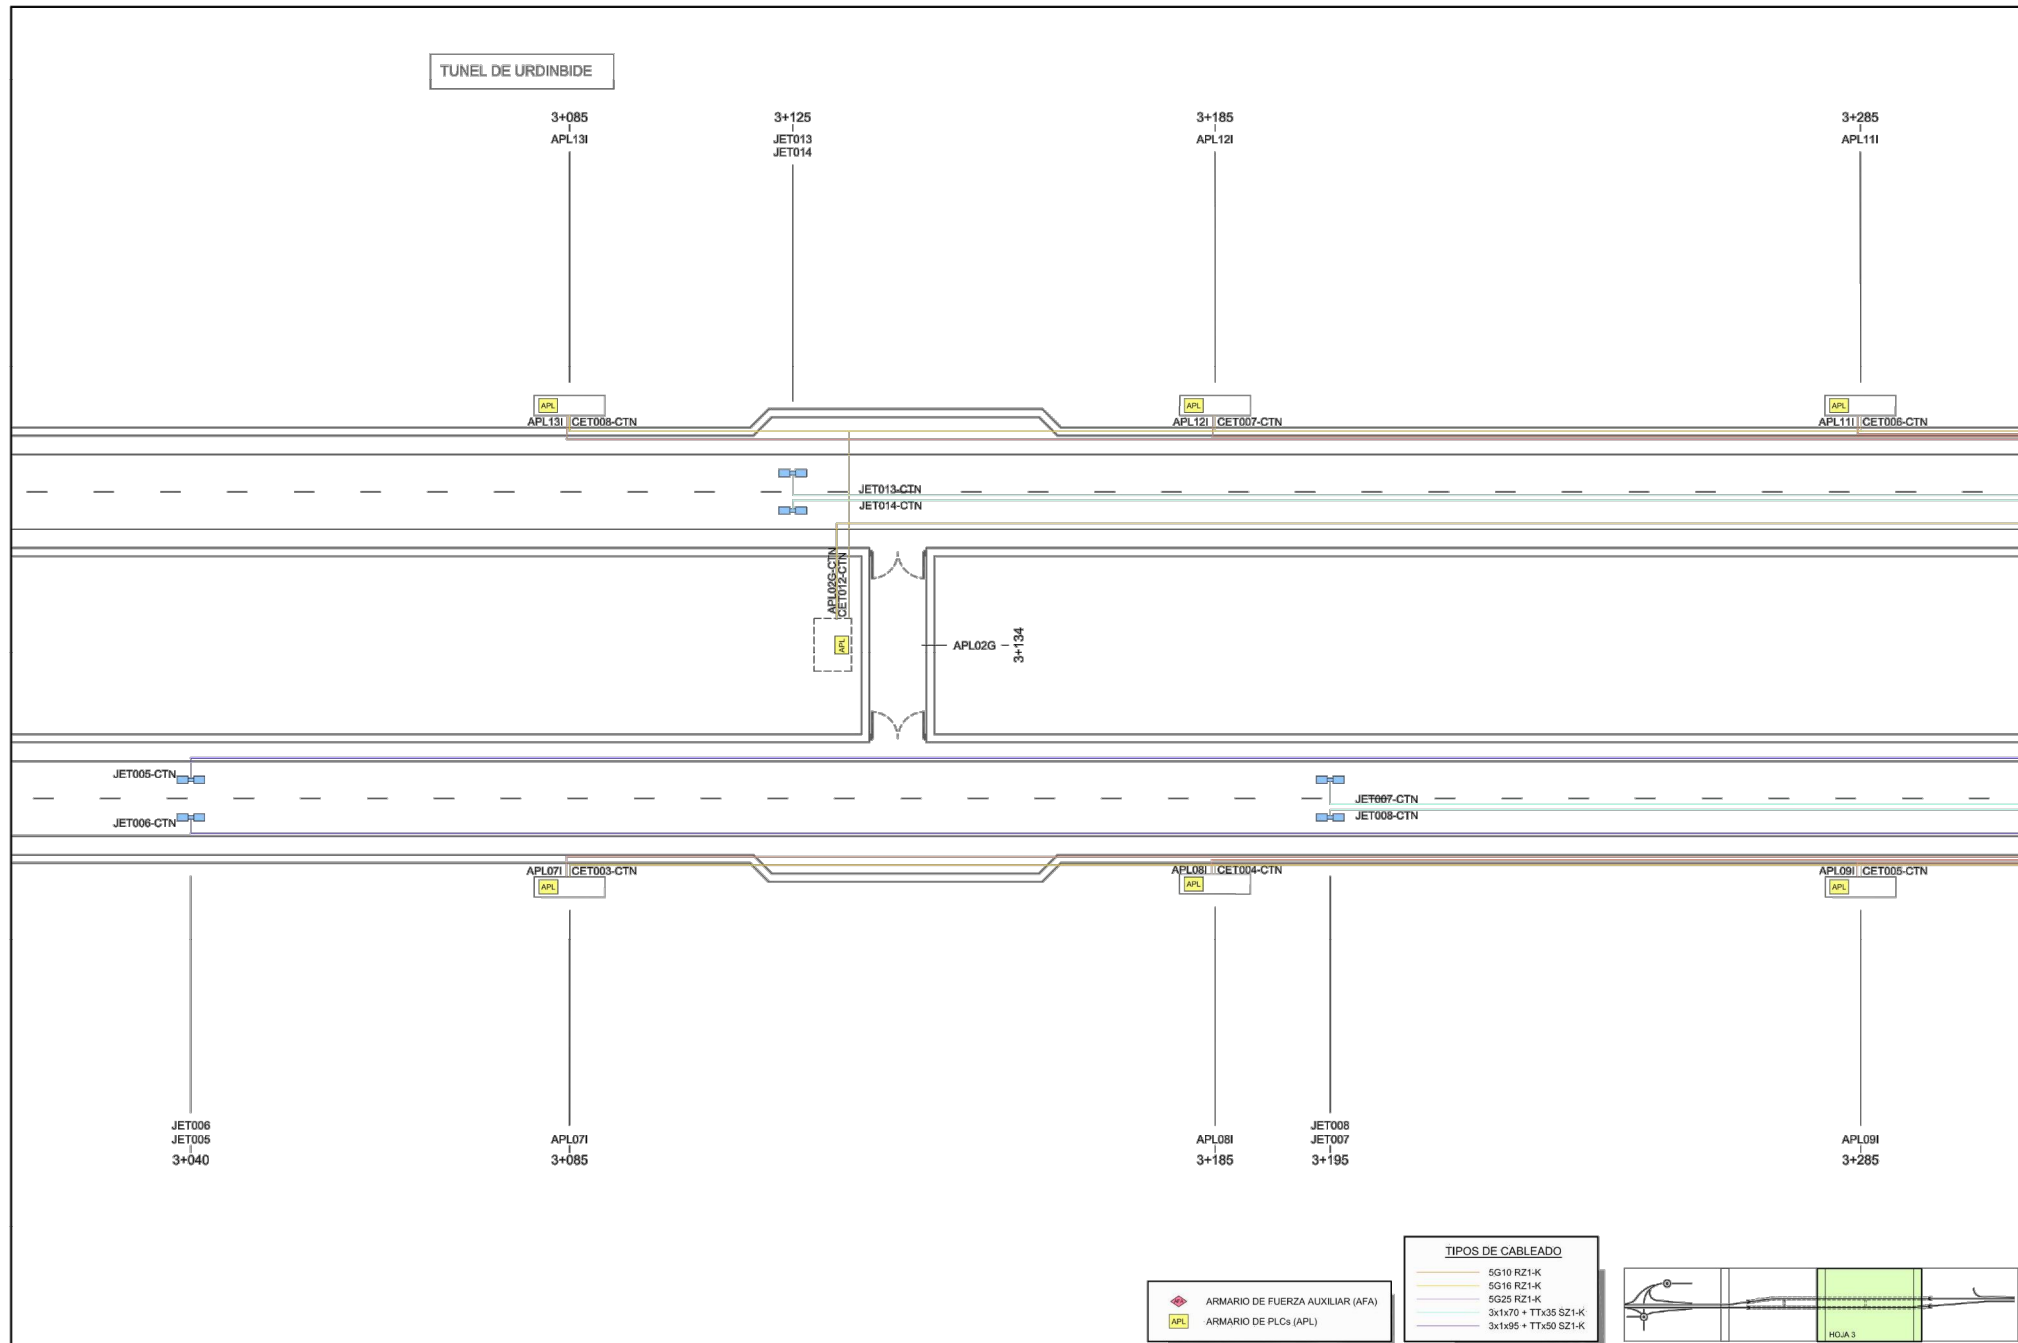 TUNEL DE URDINBIDE
3+085
APL13I
3+125
JET013
JET014
3+185
APL12I
3+285
APL11I
APL
APL13I CET008-CTN
APL
APL12I CET007-CTN
APL
APL11I CET006-CTN
JET013-CTN
JET014-CTN
APL02G-CTN
CET012-CTN
APL
APL02G
3+134
JET005-CTN
JET006-CTN
JET007-CTN
JET008-CTN
APL07I CET003-CTN
APL
APL08I CET004-CTN
APL
APL09I CET005-CTN
APL
JET006
JET005
3+040
APL07I
3+085
APL08I
3+185
JET008
JET007
3+195
APL09I
3+285
AFA ARMARIO DE FUERZA AUXILIAR (AFA)
APL ARMARIO DE PLCs (APL)
TIPOS DE CABLEADO
5G10 RZ1-K
5G16 RZ1-K
5G25 RZ1-K
3x1x70 + TTx35 SZ1-K
3x1x95 + TTx50 SZ1-K
HOJA 3